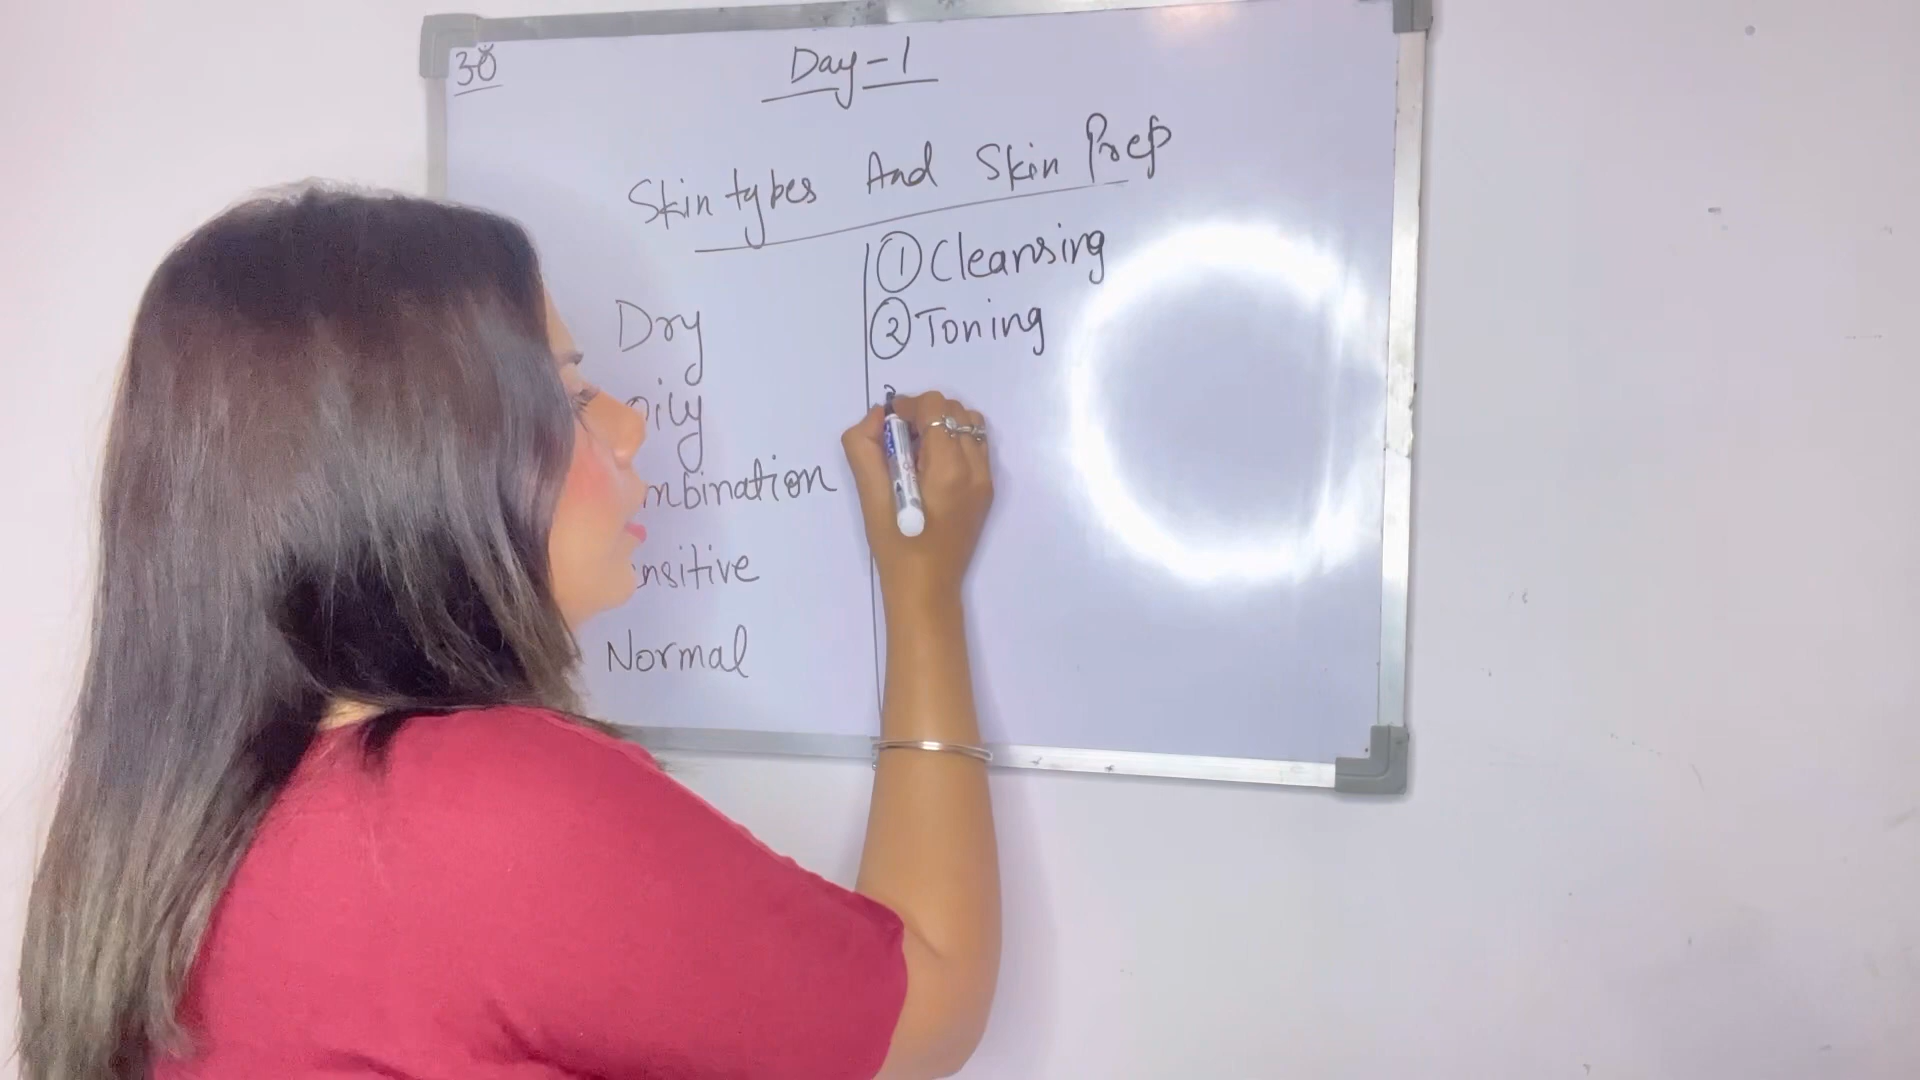 30
Day-1
Skin types And Skin Prep
Dry
oily
mbination
nsitive
Normal
① Cleansing
② Toning